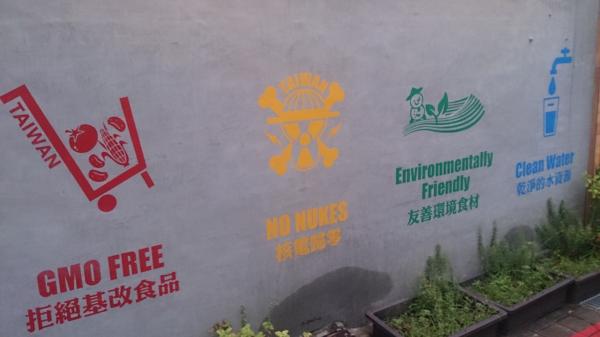 TAIWAN
GMO FREE
拒絕基改食品
TAIWAN
NO NUKES
核電歸零
Environmentally
Friendly
友善環境食材
Clean Water
乾淨的水資源